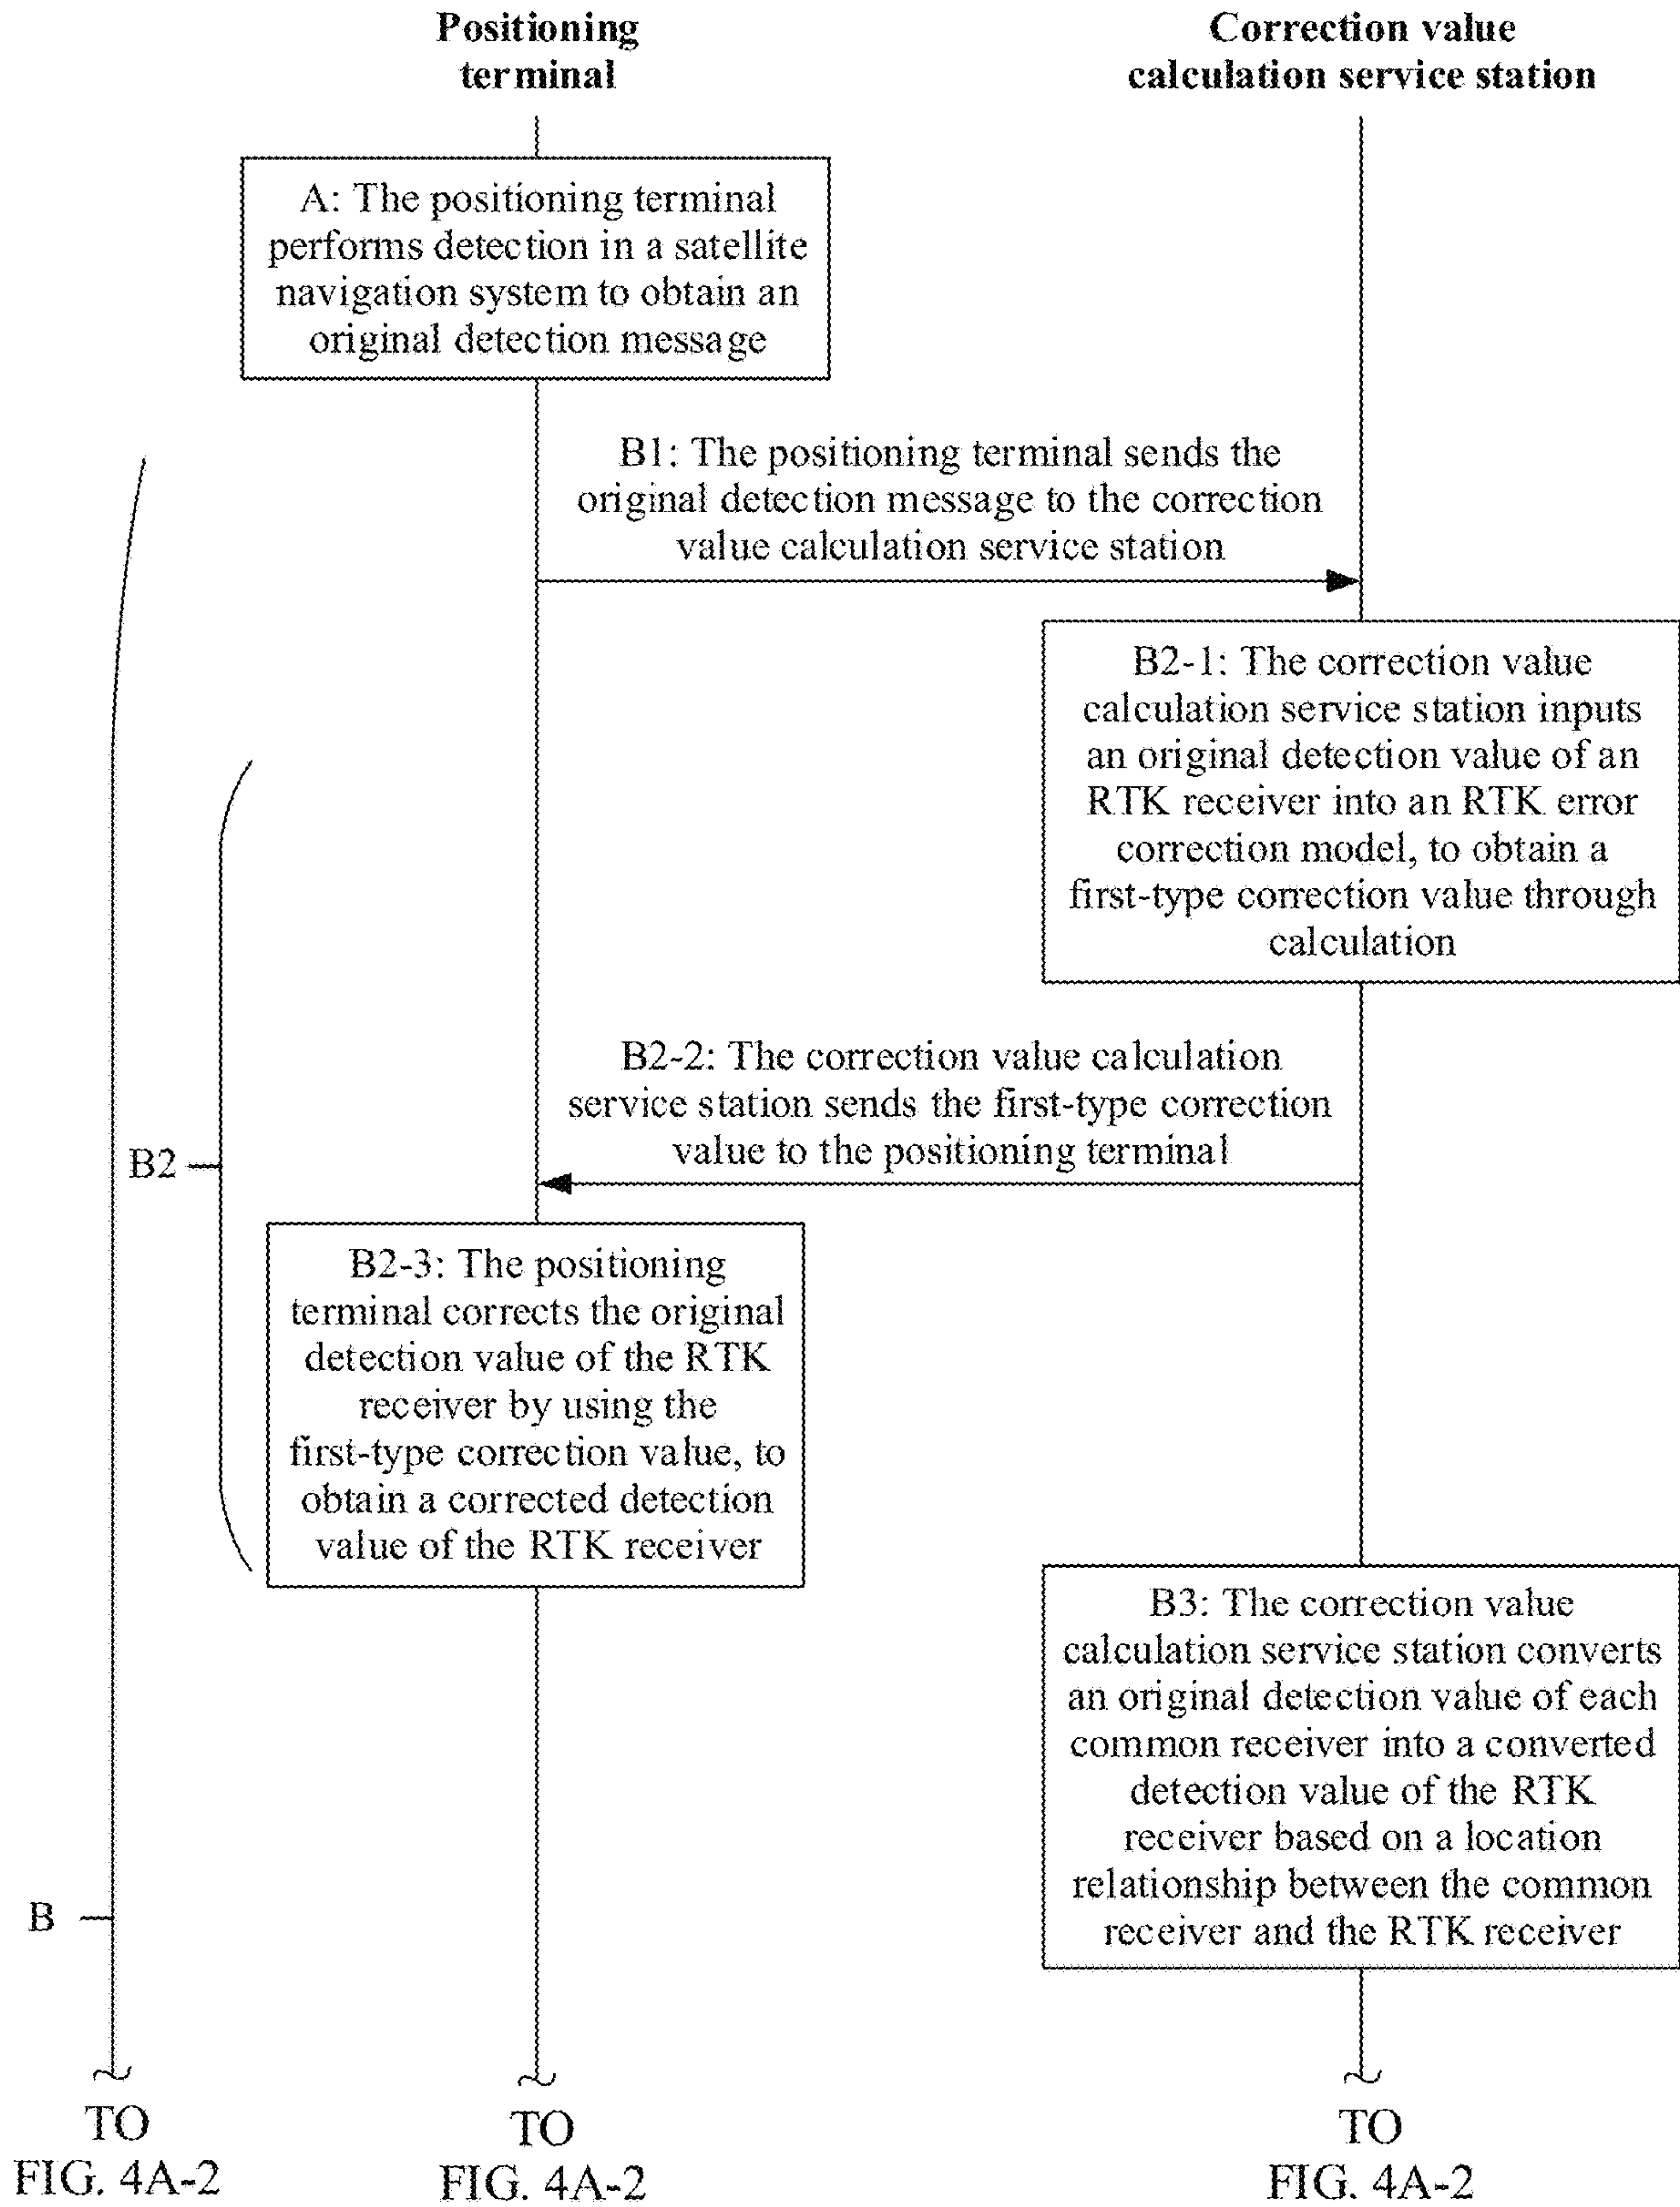 Positioning
terminal
Correction value
calculation service station
A: The positioning terminal
performs detection in a satellite
navigation system to obtain an
original detection message
B1: The positioning terminal sends the
original detection message to the correction
value calculation service station
B2-1: The correction value
calculation service station inputs
an original detection value of an
RTK receiver into an RTK error
correction model, to obtain a
first-type correction value through
calculation
B2-2: The correction value calculation
service station sends the first-type correction
value to the positioning terminal
B2
B2-3: The positioning
terminal corrects the original
detection value of the RTK
receiver by using the
first-type correction value, to
obtain a corrected detection
value of the RTK receiver
B3: The correction value
calculation service station converts
an original detection value of each
common receiver into a converted
detection value of the RTK
receiver based on a location
relationship between the common
receiver and the RTK receiver
B
TO
FIG. 4A-2
TO
FIG. 4A-2
TO
FIG. 4A-2